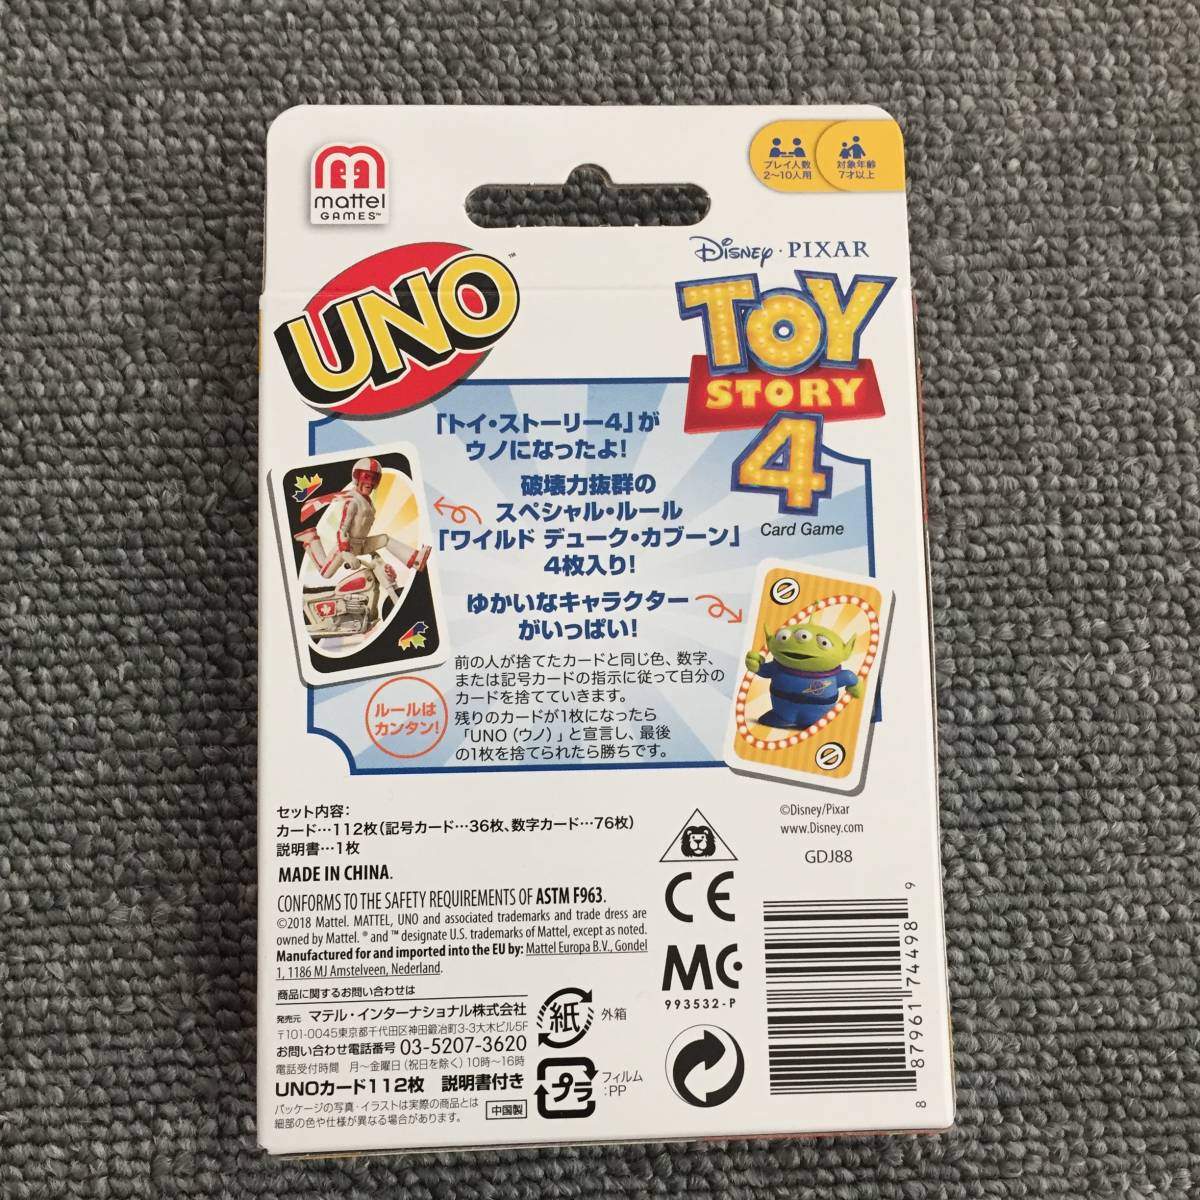 mattel
GAMES™
プレイ人数
2〜10人用
対象年齢
7才以上
UNO™
Disney · PIXAR
TOY
STORY
4
Card Game
「トイ・ストーリー4」が
ウノになったよ!
破壊力抜群の
スペシャル・ルール
「ワイルド デューク・カブーン」
4枚入り!
ゆかいなキャラクター
がいっぱい!
ルールは
カンタン!
前の人が捨てたカードと同じ色、数字、
または記号カードの指示に従って自分の
カードを捨てていきます。
残りのカードが1枚になったら
「UNO(ウノ)」と宣言し、最後
の1枚を捨てられたら勝ちです。
セット内容:
カード…112枚(記号カード…36枚、数字カード…76枚)
説明書…1枚
MADE IN CHINA.
CONFORMS TO THE SAFETY REQUIREMENTS OF ASTM F963.
©2018 Mattel. MATTEL, UNO and associated trademarks and trade dress are
owned by Mattel. ® and ™ designate U.S. trademarks of Mattel, except as noted.
Manufactured for and imported into the EU by: Mattel Europa B.V., Gondel
1, 1186 MJ Amstelveen, Nederland.
商品に関するお問い合わせは
発売元 マテル・インターナショナル株式会社
〒101-0045東京都千代田区神田鍛冶町3-3-大木ビル5F
お問い合わせ電話番号 03-5207-3620
電話受付時間 月〜金曜日(祝日を除く)10時〜16時
UNOカード112枚 説明書付き
パッケージの写真・イラストは実際の商品とは
細部の色や仕様が異なる場合があります。
中国製
紙
外箱
プラ
フィルム
:PP
CE
MC
993532-P
©Disney/Pixar
www.Disney.com
GDJ88
8 87961 74498 9